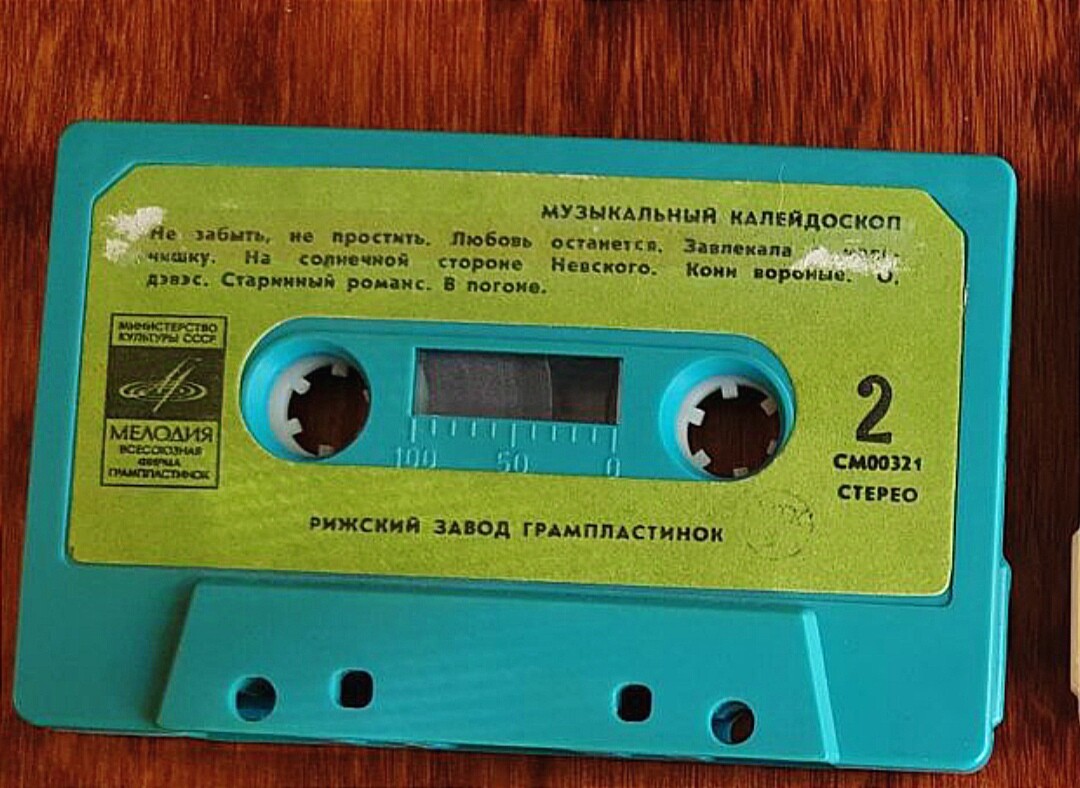 МУЗЫКАЛЬНЫЙ КАЛЕЙДОСКОП
Не забыть, не простить. Любовь останется. Завлекала
чишку. На солнечной стороне Невского. Кони вороные. О,
дэвэс. Старинный романс. В погоне.
МИНИСТЕРСТВО
КУЛЬТУРЫ СССР
МЕЛОДИЯ
ВСЕСОЮЗНАЯ
ФИРМА
ГРАМПЛАСТИНОК
100 50 0
2
СМ00321
СТЕРЕО
РИЖСКИЙ ЗАВОД ГРАМПЛАСТИНОК